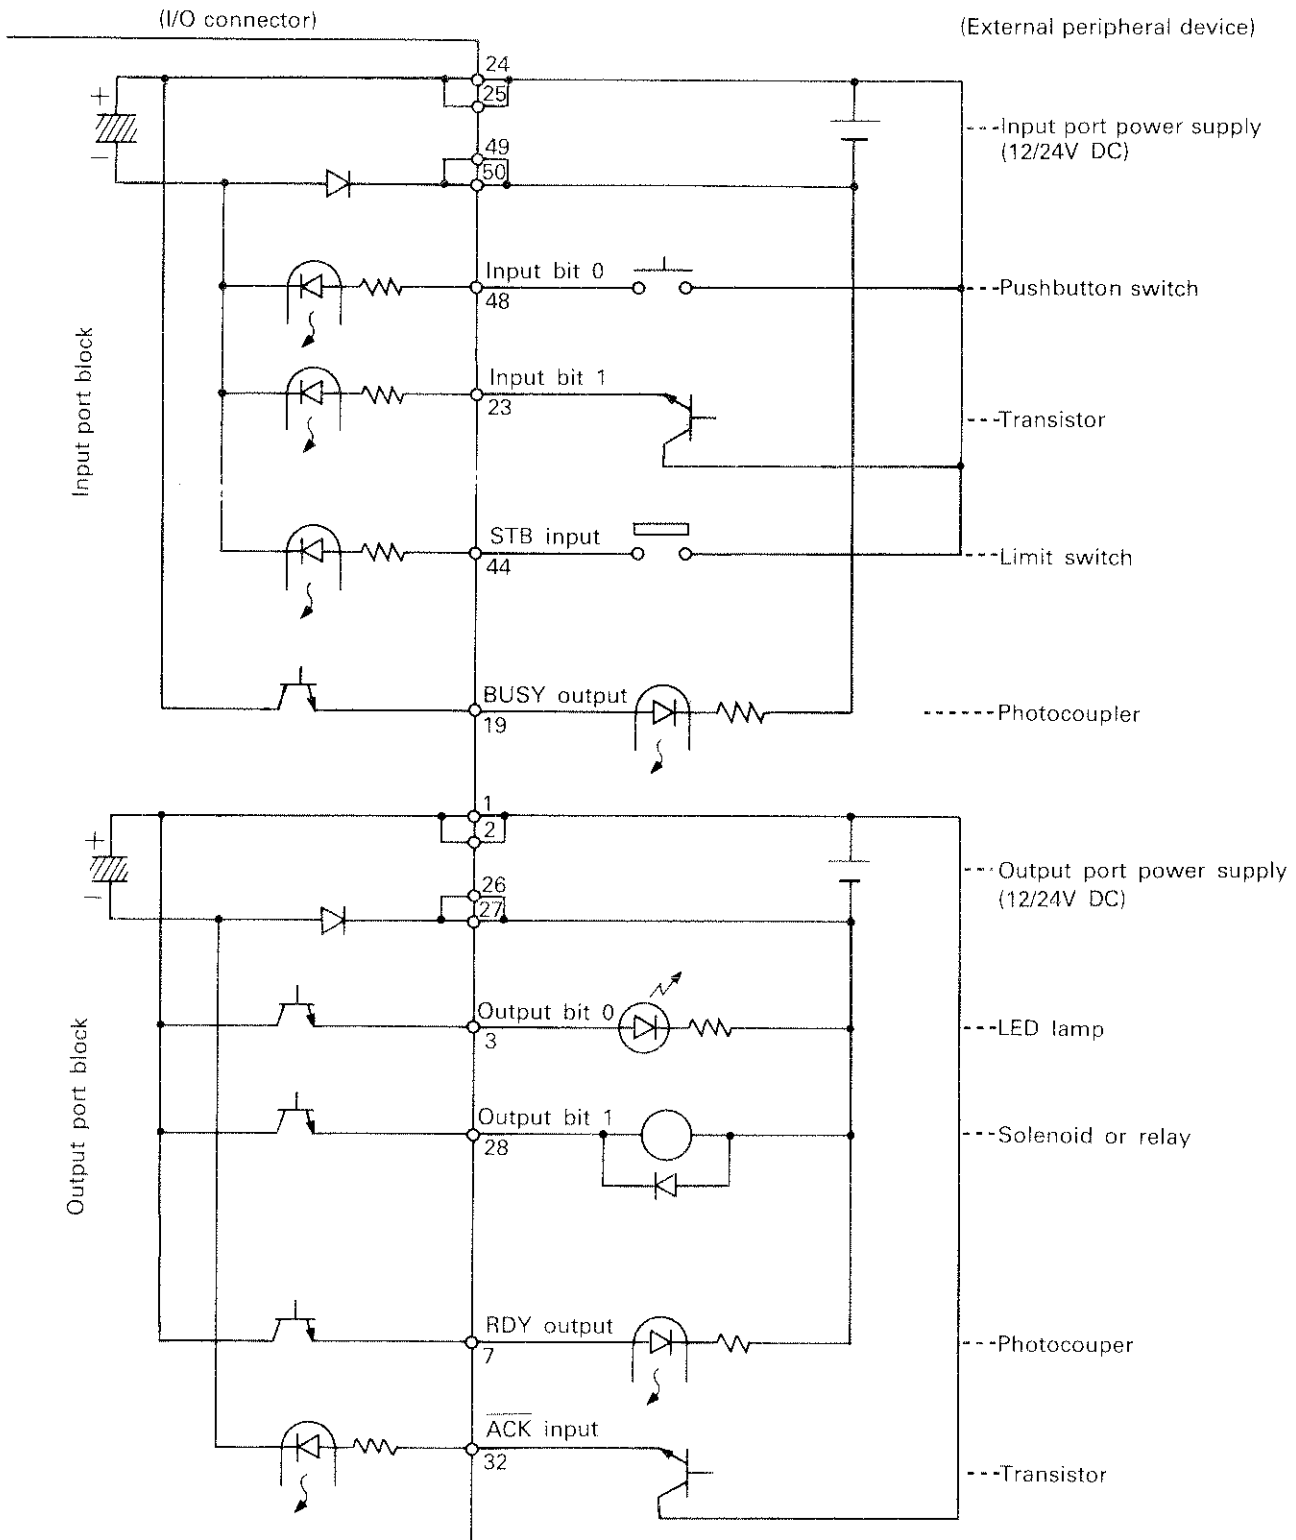 (I/O connector)
(External peripheral device)
24
25
+
-
---Input port power supply
(12/24V DC)
49
50
Input bit 0
48
---Pushbutton switch
Input port block
Input bit 1
23
---Transistor
STB input
44
---Limit switch
BUSY output
19
-----Photocoupler
1
2
+
-
---Output port power supply
(12/24V DC)
26
27
Output bit 0
3
---LED lamp
Output port block
Output bit 1
28
---Solenoid or relay
RDY output
7
---Photocouper
A̅C̅K̅ input
32
---Transistor